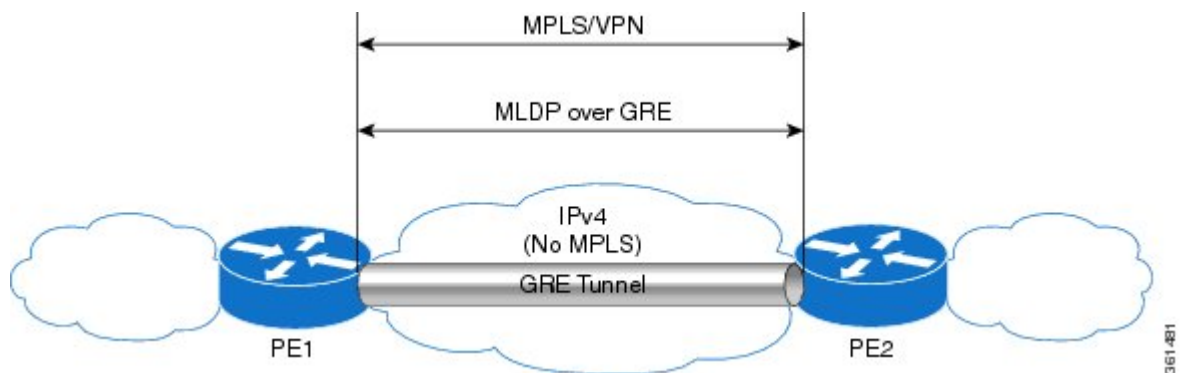 MPLS/VPN
MLDP over GRE
IPv4
(No MPLS)
GRE Tunnel
PE1
PE2
361481